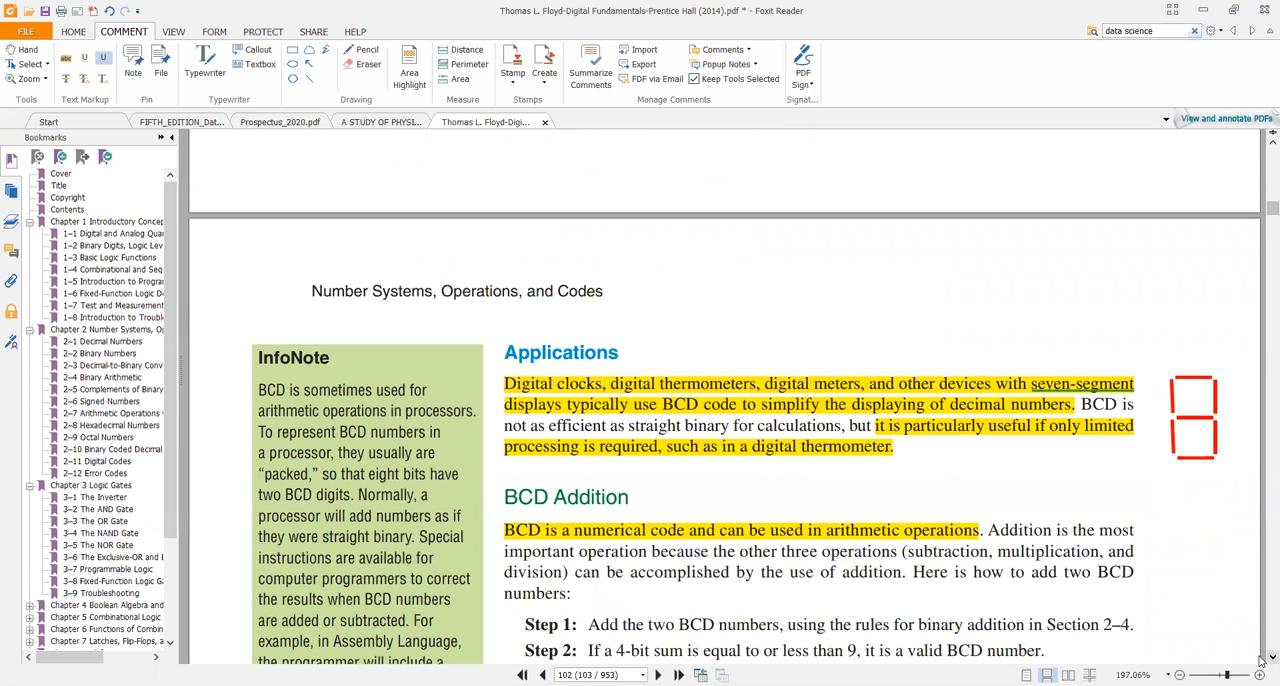 Thomas L. Floyd-Digital Fundamentals-Prentice Hall (2014).pdf * - Foxit Reader
FILE HOME COMMENT VIEW FORM PROTECT SHARE HELP
data science
Hand
Select
Zoom
Tools
abc U U
T T T
Text Markup
Note File
Pin
Typewriter
Callout
Textbox
Typewriter
Pencil
Eraser
Drawing
Area Highlight
Distance
Perimeter
Area
Measure
Stamp Create
Stamps
Summarize Comments
Import
Export
FDF via Email
Comments
Popup Notes
Keep Tools Selected
Manage Comments
PDF Sign
Signat...
Start FIFTH_EDITION_Dat... Prospectus_2020.pdf A STUDY OF PHYSI... Thomas L. Floyd-Digi...
View and annotate PDFs
Bookmarks
Cover
Title
Copyright
Contents
Chapter 1 Introductory Concep
1–1 Digital and Analog Qua
1–2 Binary Digits, Logic Lev
1–3 Basic Logic Functions
1–4 Combinational and Seq
1–5 Introduction to Progra
1–6 Fixed-Function Logic D
1–7 Test and Measurement
1–8 Introduction to Troubl
Chapter 2 Number Systems, O
2–1 Decimal Numbers
2–2 Binary Numbers
2–3 Decimal-to-Binary Conv
2–4 Binary Arithmetic
2–5 Complements of Binary
2–6 Signed Numbers
2–7 Arithmetic Operations
2–8 Hexadecimal Numbers
2–9 Octal Numbers
2–10 Binary Coded Decimal
2–11 Digital Codes
2–12 Error Codes
Chapter 3 Logic Gates
3–1 The Inverter
3–2 The AND Gate
3–3 The OR Gate
3–4 The NAND Gate
3–5 The NOR Gate
3–6 The Exclusive-OR and E
3–7 Programmable Logic
3–8 Fixed-Function Logic G
3–9 Troubleshooting
Chapter 4 Boolean Algebra and
Chapter 5 Combinational Logic
Chapter 6 Functions of Combin
Chapter 7 Latches, Flip-Flops, a
Number Systems, Operations, and Codes
InfoNote
BCD is sometimes used for
arithmetic operations in processors.
To represent BCD numbers in
a processor, they usually are
“packed,” so that eight bits have
two BCD digits. Normally, a
processor will add numbers as if
they were straight binary. Special
instructions are available for
computer programmers to correct
the results when BCD numbers
are added or subtracted. For
example, in Assembly Language,
the programmer will include a
Applications
Digital clocks, digital thermometers, digital meters, and other devices with seven-segment
displays typically use BCD code to simplify the displaying of decimal numbers. BCD is
not as efficient as straight binary for calculations, but it is particularly useful if only limited
processing is required, such as in a digital thermometer.
BCD Addition
BCD is a numerical code and can be used in arithmetic operations. Addition is the most
important operation because the other three operations (subtraction, multiplication, and
division) can be accomplished by the use of addition. Here is how to add two BCD
numbers:
Step 1: Add the two BCD numbers, using the rules for binary addition in Section 2–4.
Step 2: If a 4-bit sum is equal to or less than 9, it is a valid BCD number.
8
102 (103 / 953)
197.06%